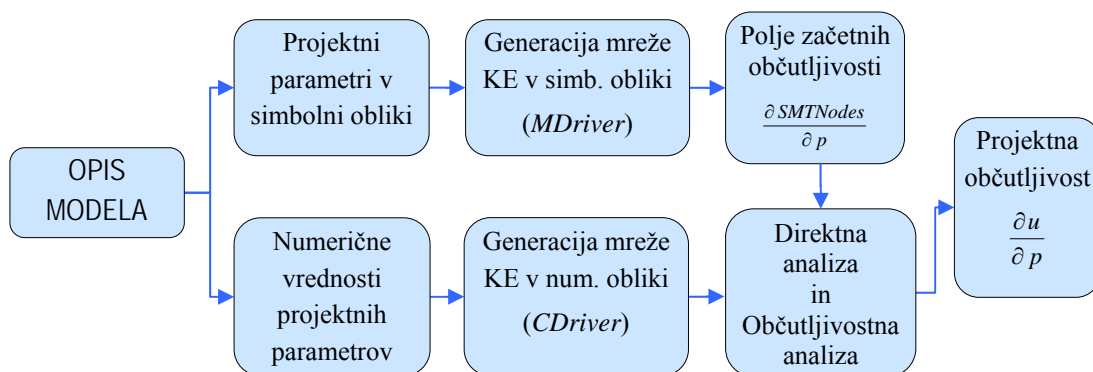 OPIS
MODELA
Projektni
parametri v
simbolni obliki
Generacija mreže
KE v simb. obliki
(MDriver)
Polje začetnih
občutljivosti
∂ SMTNodes
∂ p
Numerične
vrednosti
projektnih
parametrov
Generacija mreže
KE v num. obliki
(CDriver)
Direktna
analiza
in
Občutljivostna
analiza
Projektna
občutljivost
∂ u
∂ p